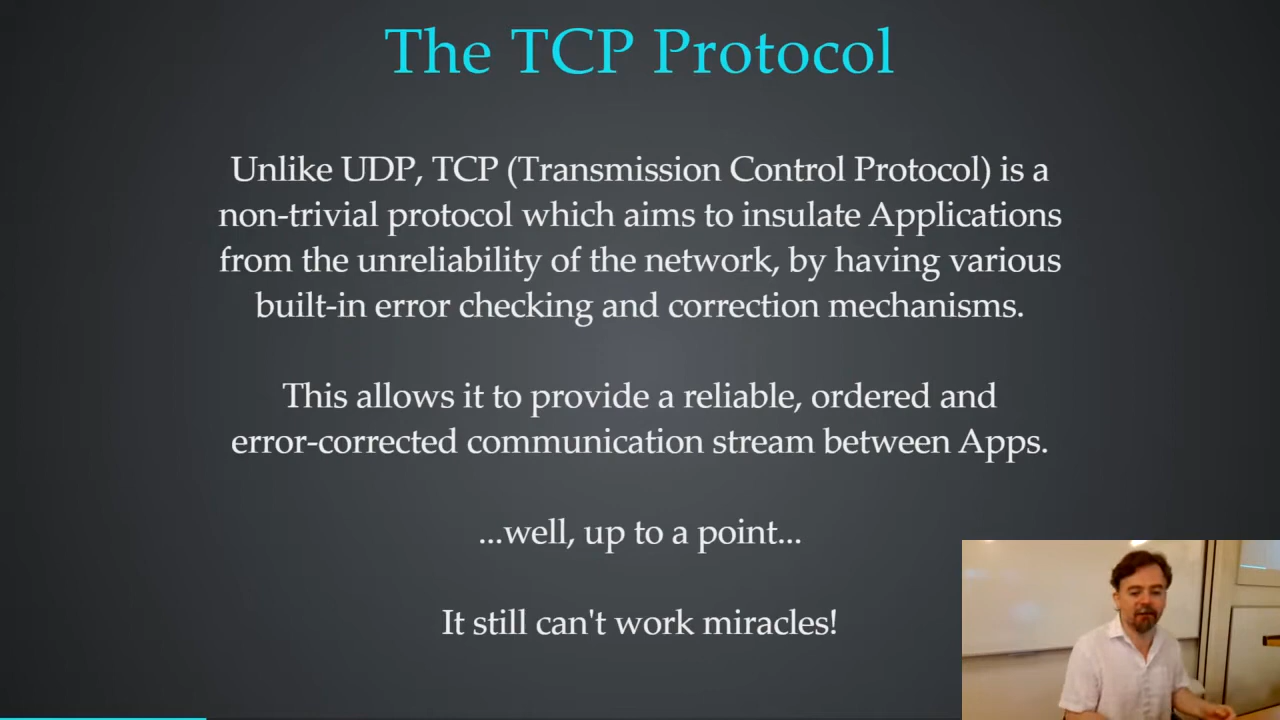 The TCP Protocol
Unlike UDP, TCP (Transmission Control Protocol) is a
non-trivial protocol which aims to insulate Applications
from the unreliability of the network, by having various
built-in error checking and correction mechanisms.
This allows it to provide a reliable, ordered and
error-corrected communication stream between Apps.
...well, up to a point...
It still can't work miracles!